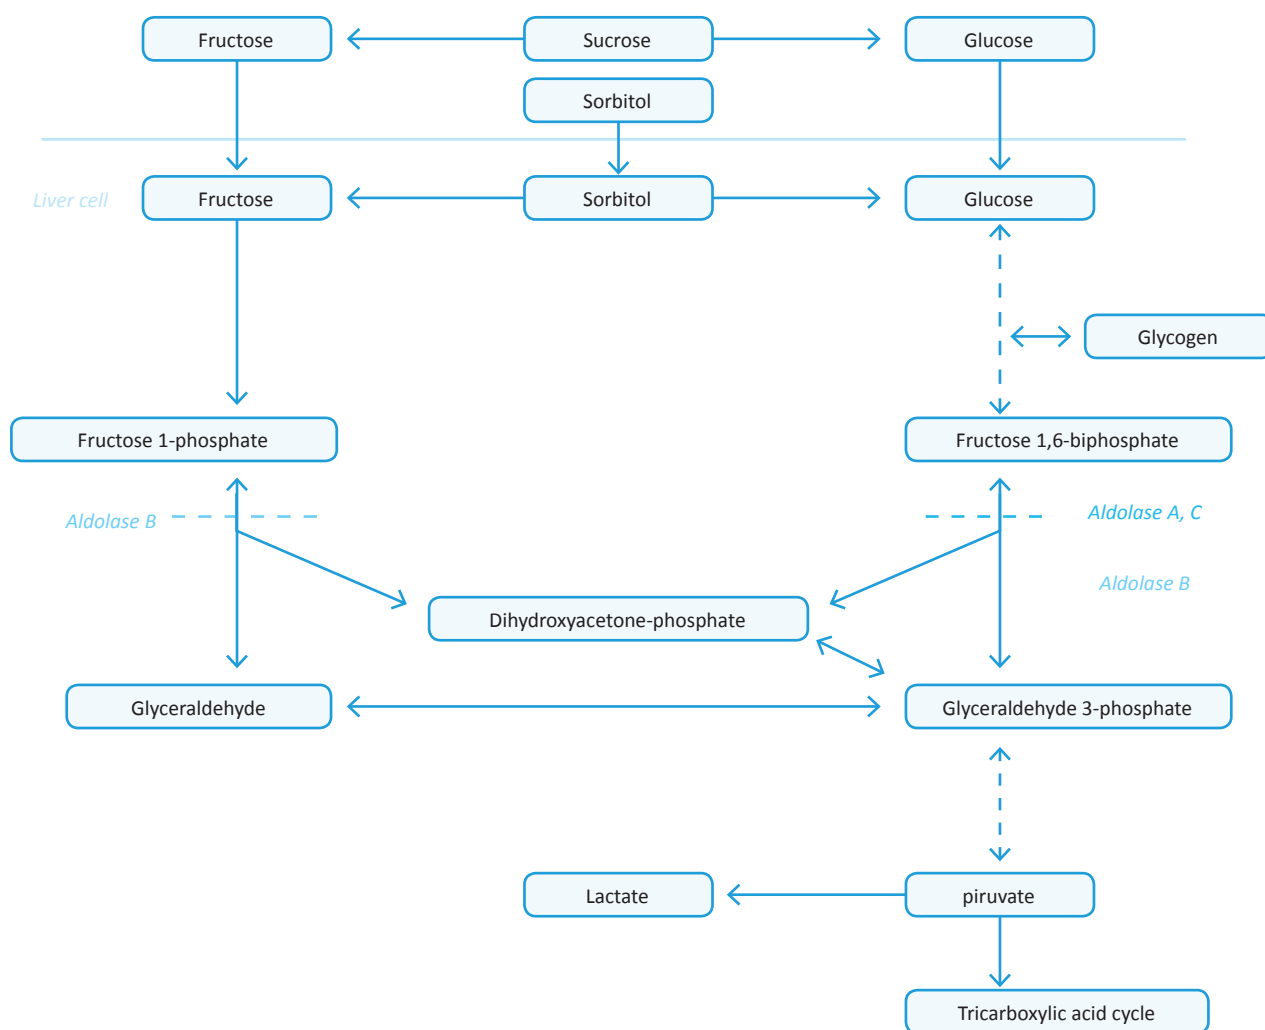 Fructose
Sucrose
Glucose
Sorbitol
Liver cell
Fructose
Sorbitol
Glucose
Glycogen
Fructose 1-phosphate
Fructose 1,6-biphosphate
Aldolase B
Aldolase A, C
Aldolase B
Dihydroxyacetone-phosphate
Glyceraldehyde
Glyceraldehyde 3-phosphate
Lactate
piruvate
Tricarboxylic acid cycle